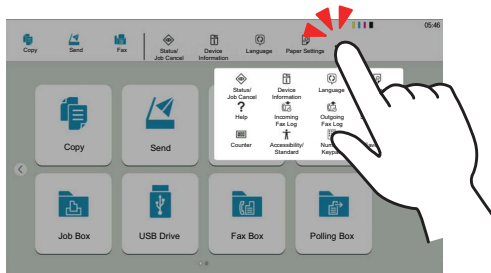 05:46
Copy
Send
Fax
Status/
Job Cancel
Device
Information
Language
Paper Settings
Status/
Job Cancel
Device
Information
Language
Help
Incoming
Fax Log
Outgoing
Fax Log
Counter
Accessibility/
Standard
Copy
Send
Job Box
USB Drive
Fax Box
Polling Box